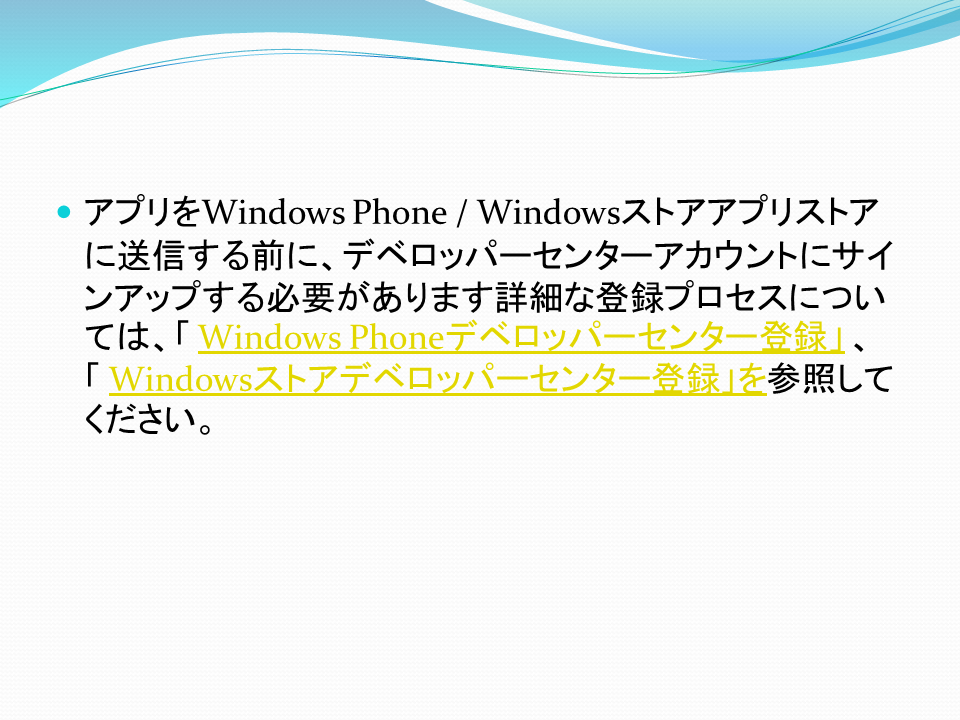 • アプリをWindows Phone / Windowsストアアプリストア
に送信する前に、デベロッパーセンターアカウントにサイ
ンアップする必要があります詳細な登録プロセスについ
ては、「 Windows Phoneデベロッパーセンター登録」 、
「 Windowsストアデベロッパーセンター登録」を参照して
ください。